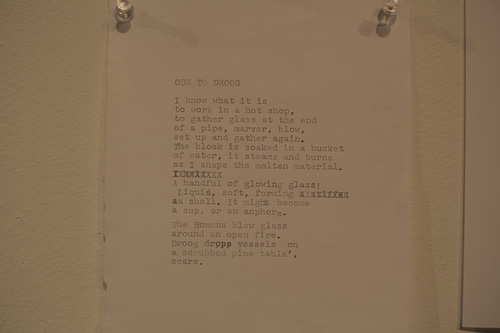 ODE TO DROOG
I know what it is
to work in a hot shop,
to gather glass at the end
of a pipe, marver, blow,
set up and gather again.
The block is soaked in a bucket
of water, it steams and burns
as I shape the molten material.
A handful of glowing glass!
Liquid, soft, forming
aa shell. It might become
a cup, or an amphora.
The Romans blew glass
around an open fire.
Droog drops vessels on
a scrubbed pine table',
scars.